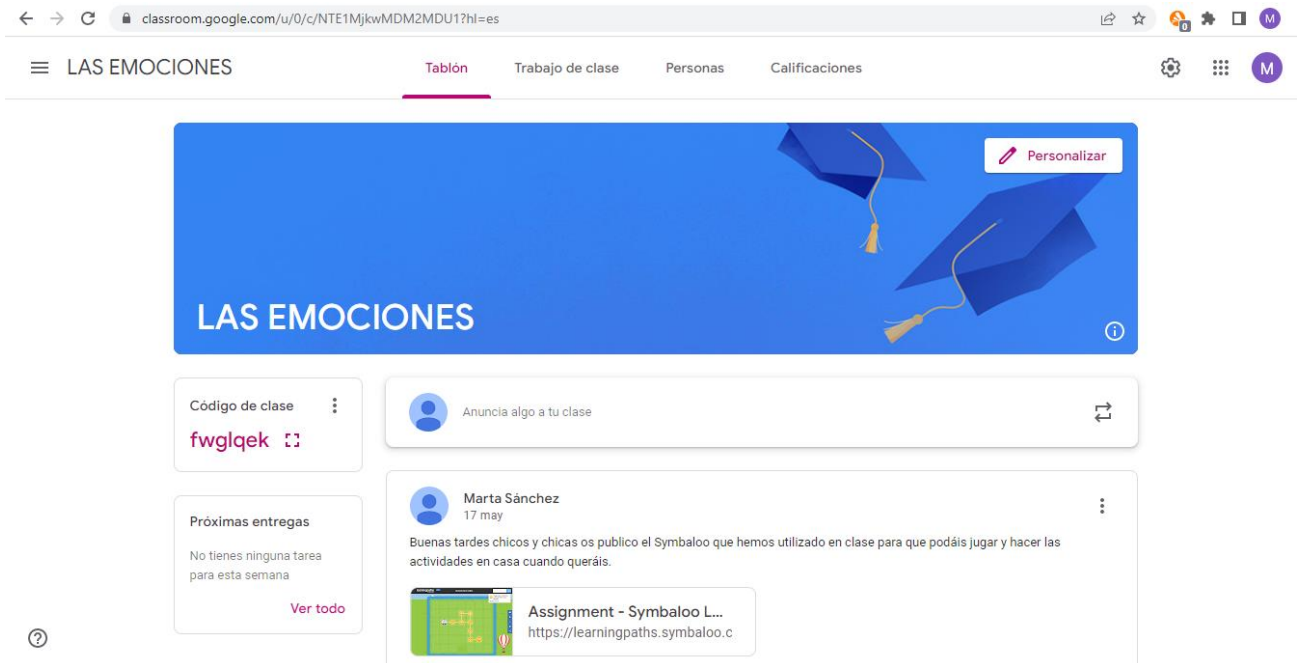 classroom.google.com/u/0/c/NTE1MjkwMDM2MDU1?hl=es
0
M
LAS EMOCIONES
Tablón
Trabajo de clase
Personas
Calificaciones
M
Personalizar
LAS EMOCIONES
Código de clase
fwglqek
Anuncia algo a tu clase
Próximas entregas
No tienes ninguna tarea
para esta semana
Ver todo
Marta Sánchez
17 may
Buenas tardes chicos y chicas os publico el Symbaloo que hemos utilizado en clase para que podáis jugar y hacer las
actividades en casa cuando queráis.
Assignment - Symbaloo L...
https://learningpaths.symbaloo.c